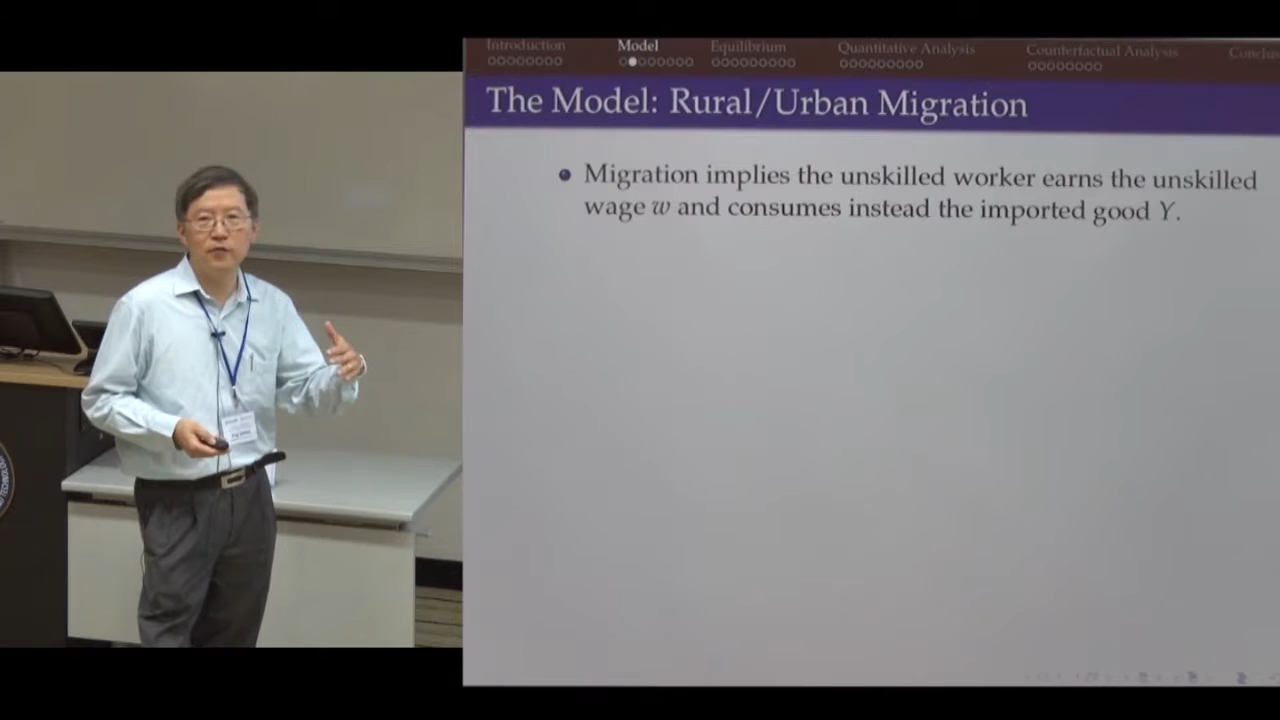 Introduction Model Equilibrium Quantitative Analysis Counterfactual Analysis
The Model: Rural/Urban Migration
Migration implies the unskilled worker earns the unskilled
wage w and consumes instead the imported good Y.